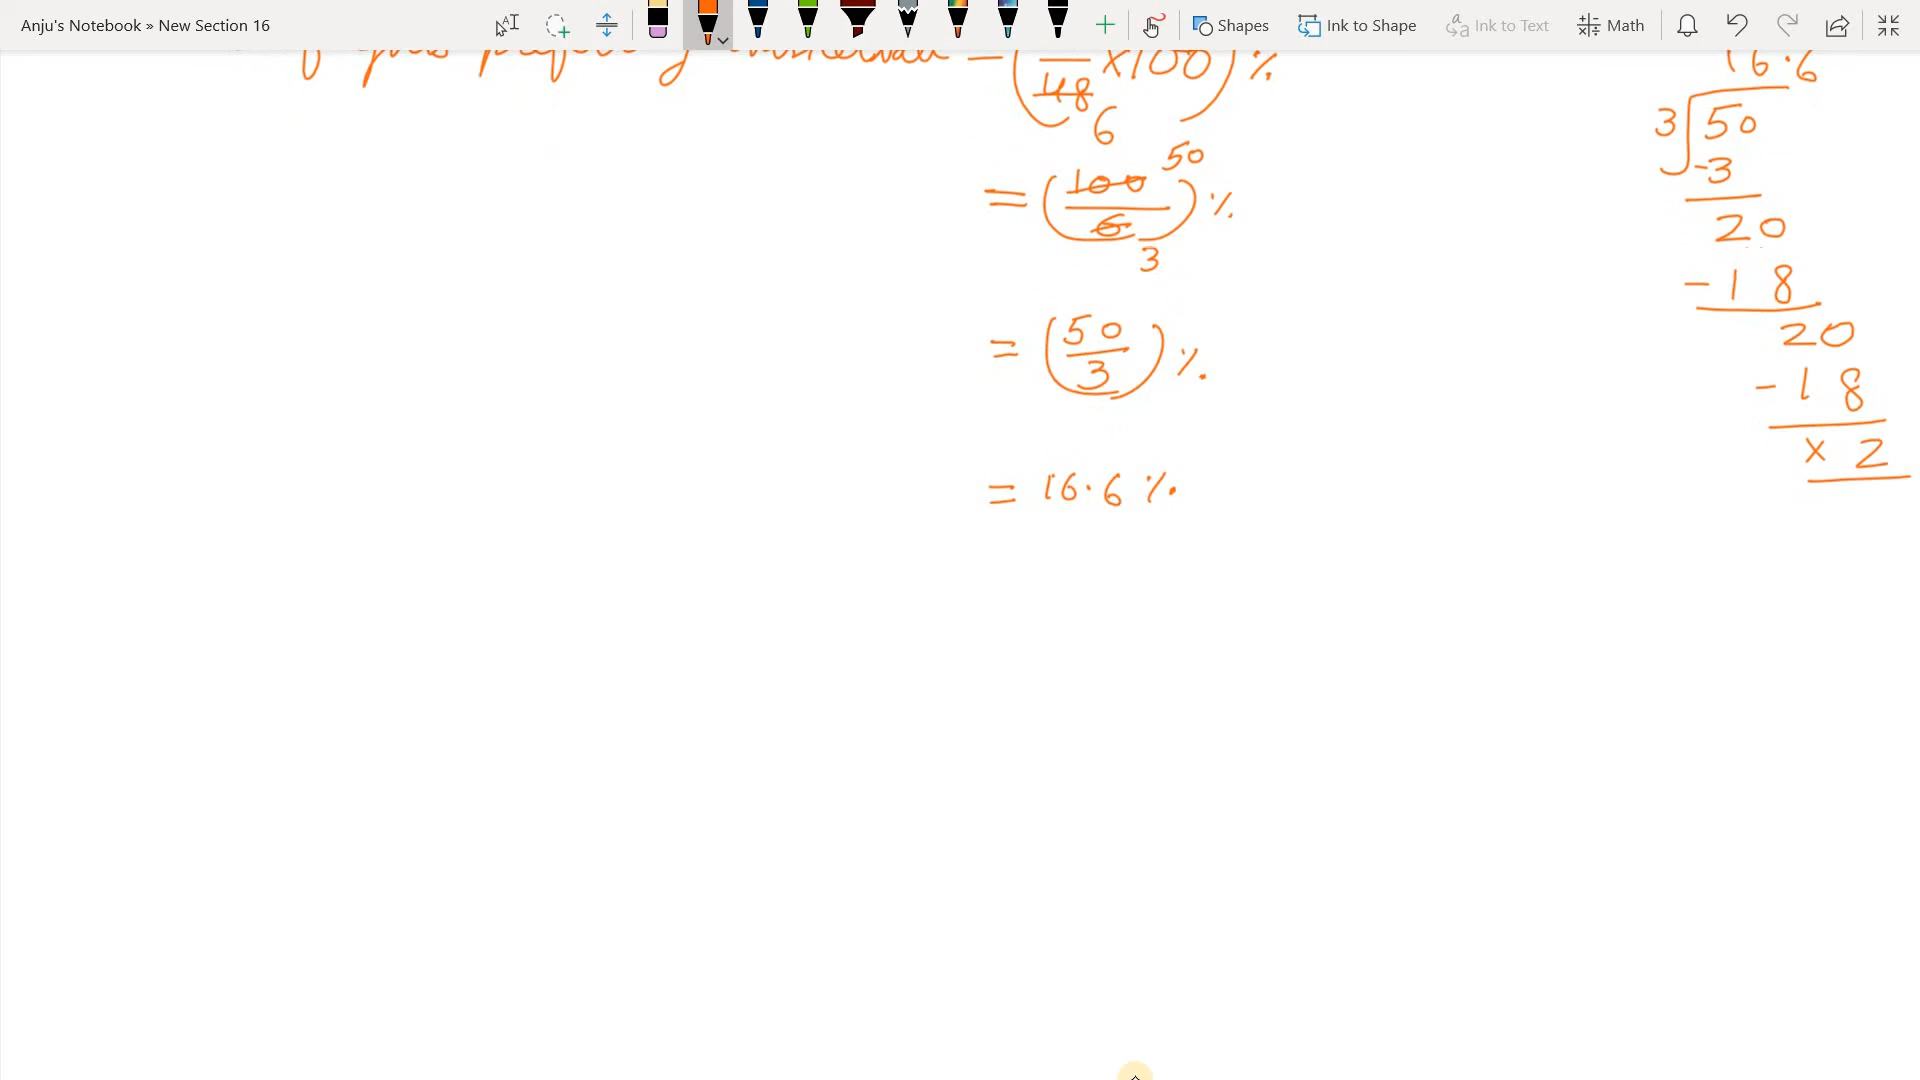 Anju's Notebook » New Section 16
Shapes
Ink to Shape
Ink to Text
Math
48 × 100) %
6
= (100/6) %
50
3
= (50/3) %
= 16.6 %
16.6
3 50
-3
20
-18
20
-18
× 2